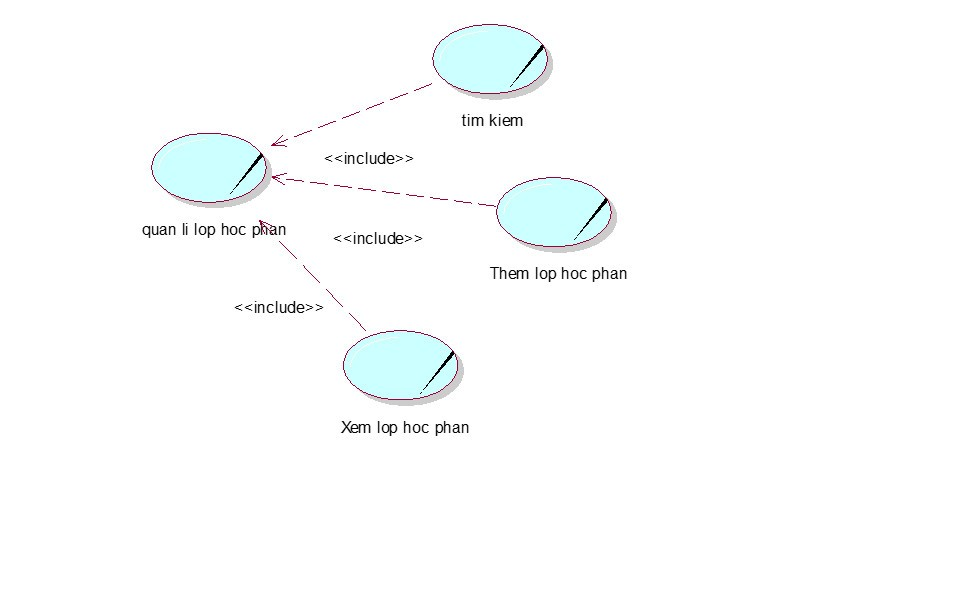 tim kiem
<<include>>
quan li lop hoc phan
<<include>>
Them lop hoc phan
<<include>>
Xem lop hoc phan